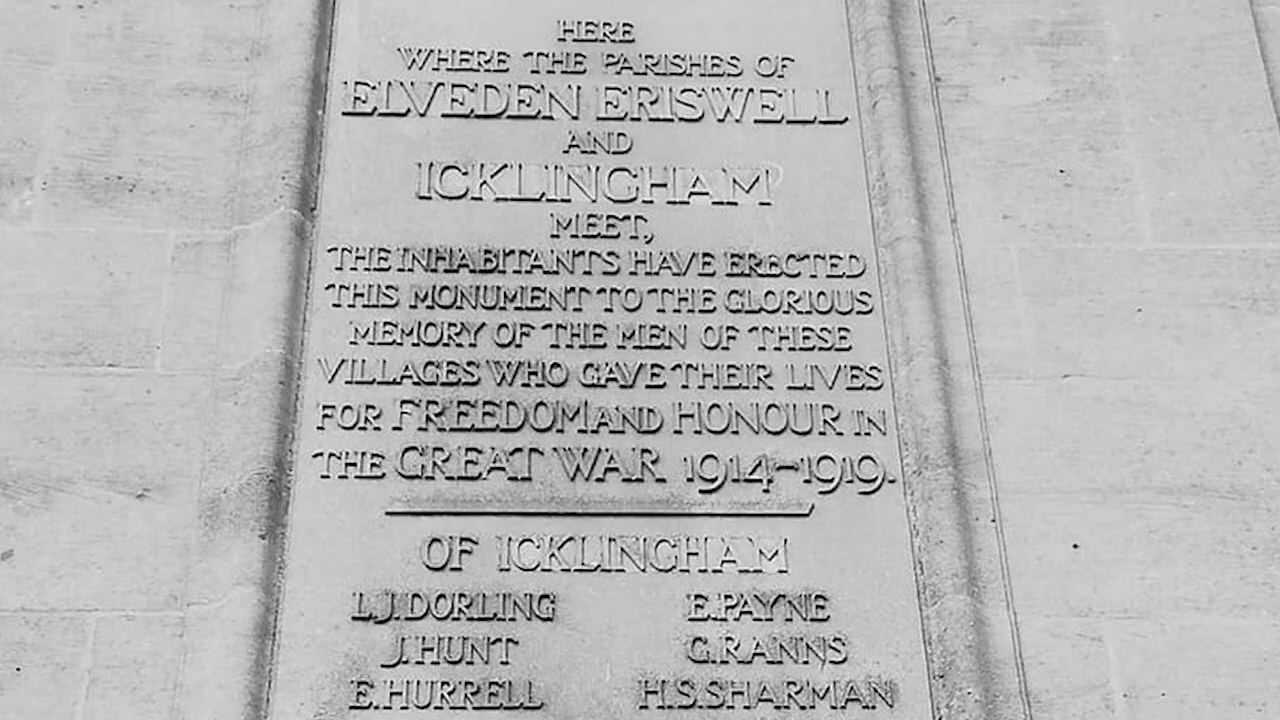 HERE
WHERE THE PARISHES OF
ELVEDEN ERISWELL
AND
ICKLINGHAM
MEET,
THE INHABITANTS HAVE ERECTED
THIS MONUMENT TO THE GLORIOUS
MEMORY OF THE MEN OF THESE
VILLAGES WHO GAVE THEIR LIVES
FOR FREEDOM AND HONOUR IN
THE GREAT WAR 1914-1919.
OF ICKLINGHAM
L.J.DORLING E.PAYNE
J.HUNT G.RANNS
E.HURRELL H.S.SHARMAN